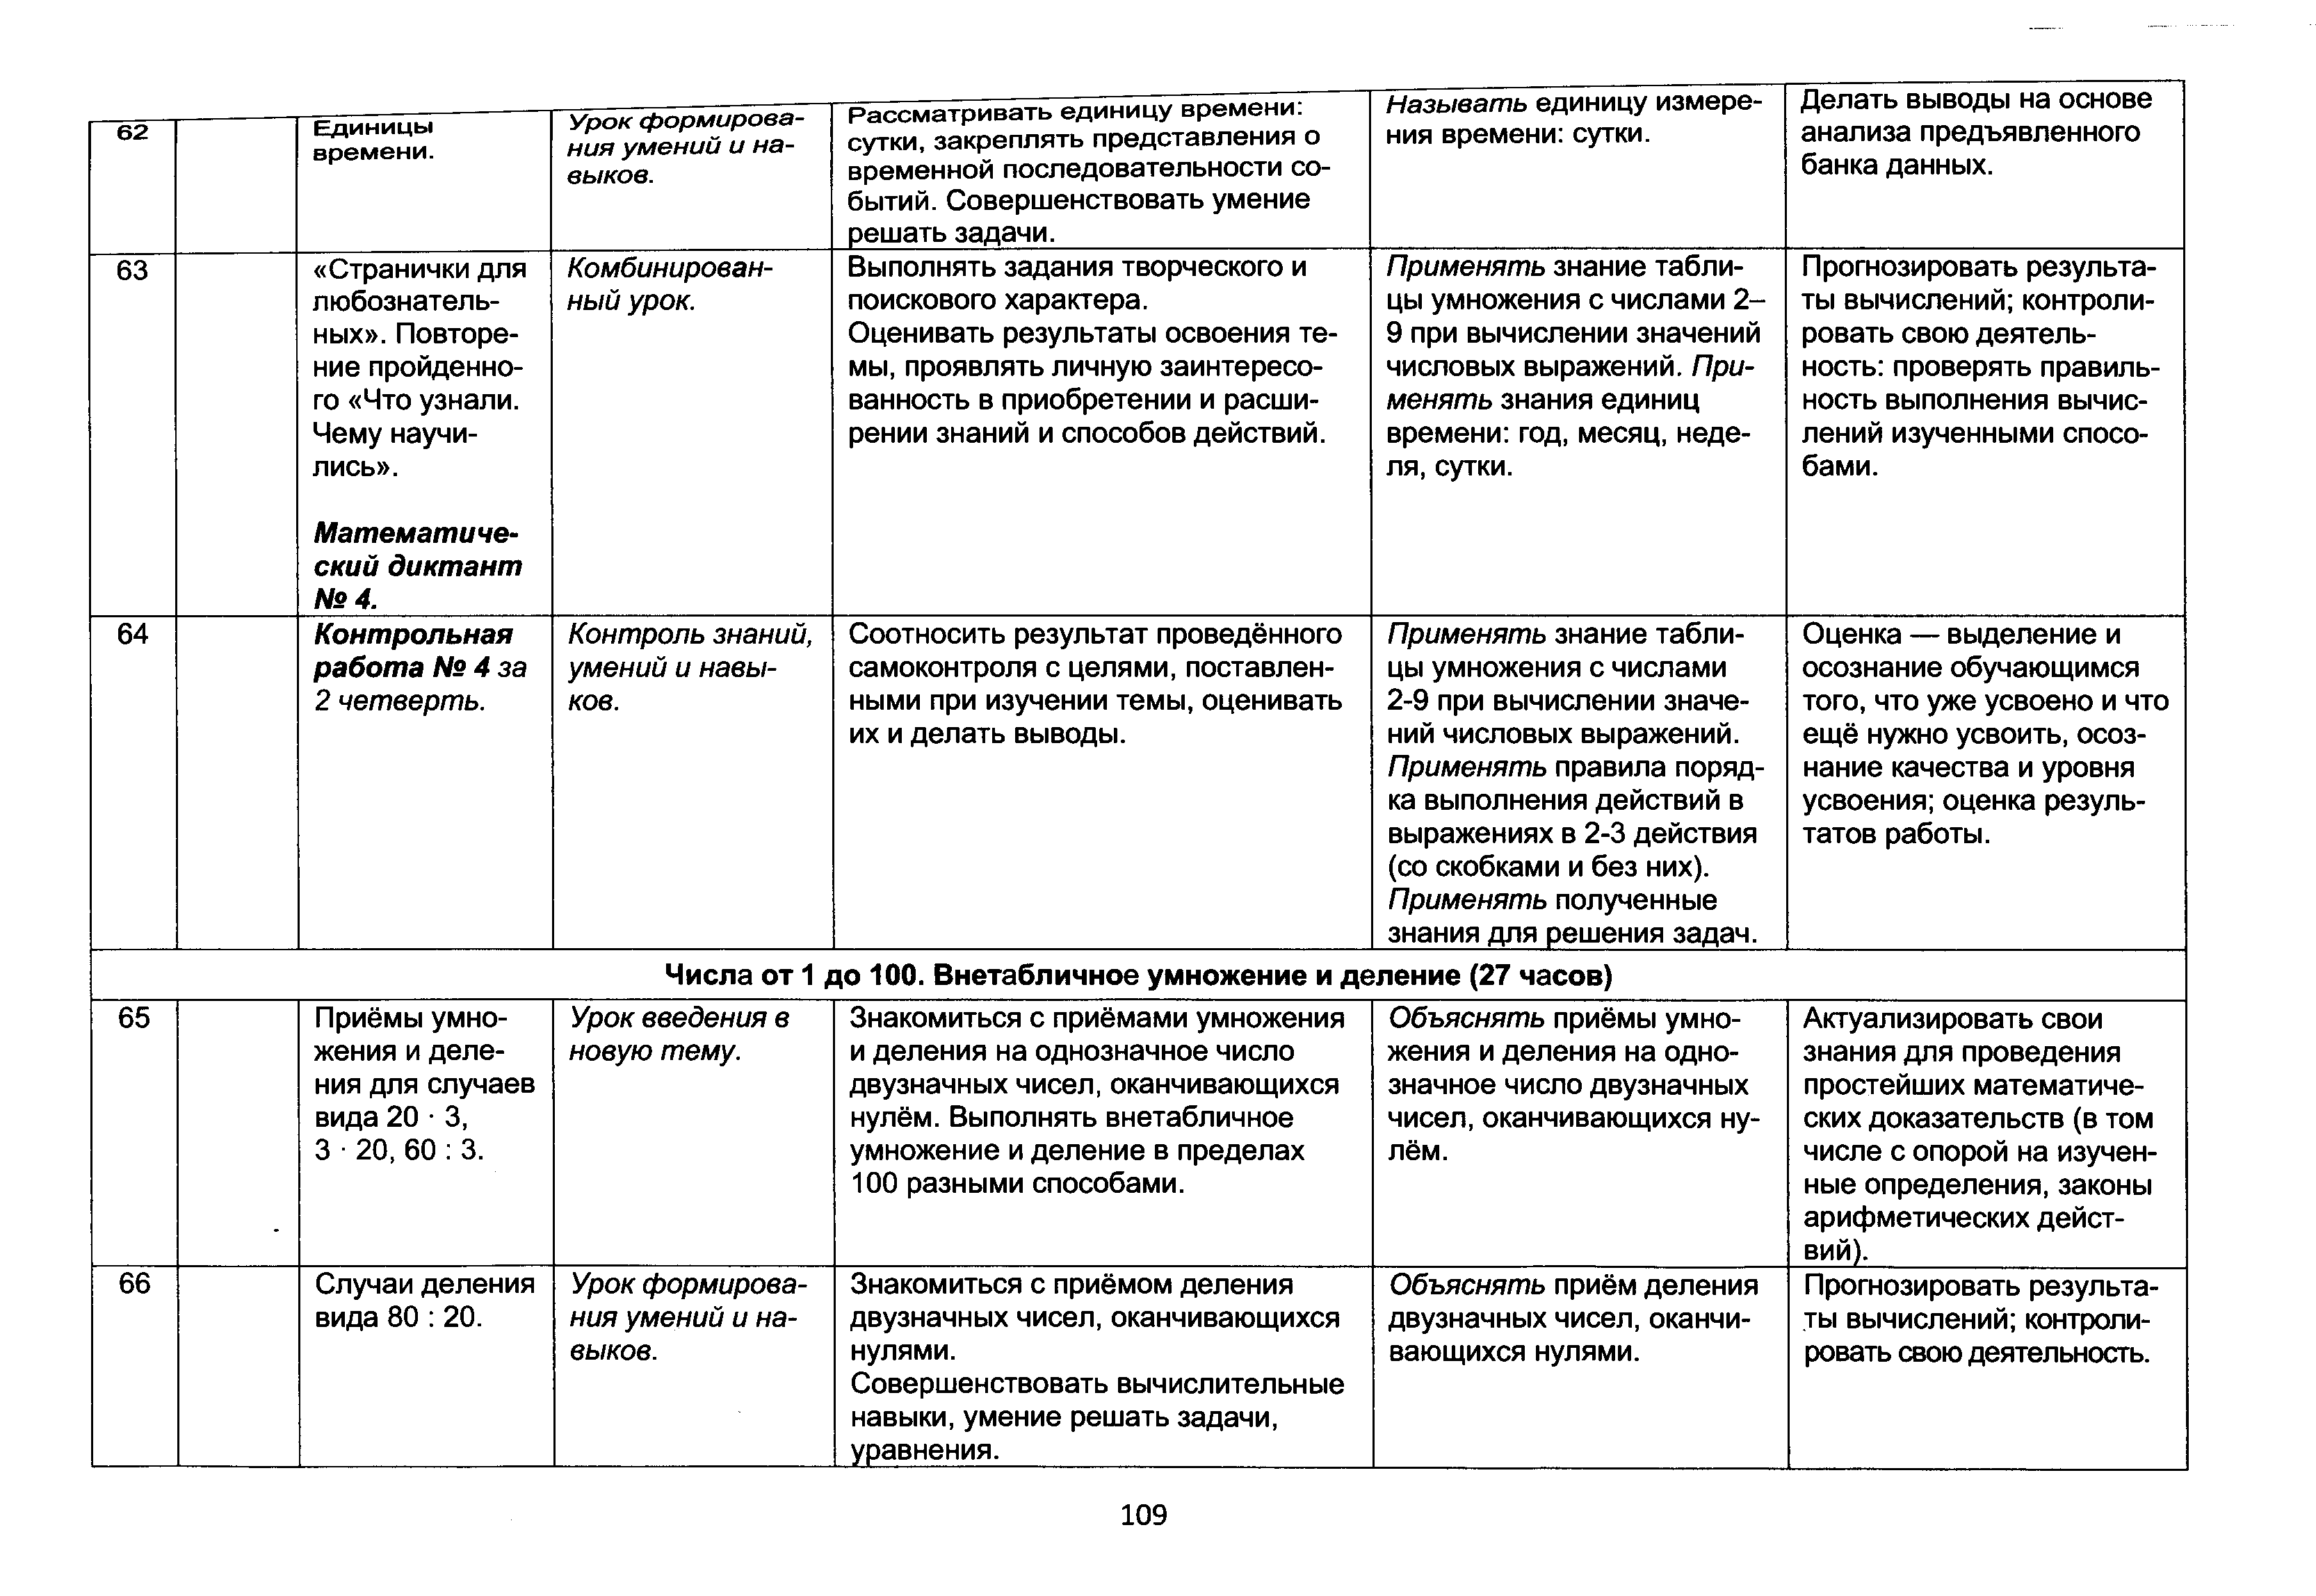 62
Единицы
времени.
Урок формирова-
ния умений и на-
выков.
Рассматривать единицу времени:
сутки, закреплять представления о
временной последовательности со-
бытий. Совершенствовать умение
решать задачи.
Называть единицу измере-
ния времени: сутки.
Делать выводы на основе
анализа предъявленного
банка данных.
63
«Странички для
любознатель-
ных». Повторе-
ние пройденно-
го «Что узнали.
Чему научи-
лись».
Математиче-
ский диктант
№ 4.
Комбинирован-
ный урок.
Выполнять задания творческого и
поискового характера.
Оценивать результаты освоения те-
мы, проявлять личную заинтересо-
ванность в приобретении и расши-
рении знаний и способов действий.
Применять знание табли-
цы умножения с числами 2–
9 при вычислении значений
числовых выражений. При-
менять знания единиц
времени: год, месяц, неде-
ля, сутки.
Прогнозировать результа-
ты вычислений; контроли-
ровать свою деятель-
ность: проверять правиль-
ность выполнения вычис-
лений изученными спосо-
бами.
64
Контрольная
работа № 4 за
2 четверть.
Контроль знаний,
умений и навы-
ков.
Соотносить результат проведённого
самоконтроля с целями, поставлен-
ными при изучении темы, оценивать
их и делать выводы.
Применять знание табли-
цы умножения с числами
2-9 при вычислении значе-
ний числовых выражений.
Применять правила поряд-
ка выполнения действий в
выражениях в 2-3 действия
(со скобками и без них).
Применять полученные
знания для решения задач.
Оценка — выделение и
осознание обучающимся
того, что уже усвоено и что
ещё нужно усвоить, осоз-
нание качества и уровня
усвоения; оценка резуль-
татов работы.
Числа от 1 до 100. Внетабличное умножение и деление (27 часов)
65
Приёмы умно-
жения и деле-
ния для случаев
вида 20 · 3,
3 · 20, 60 : 3.
Урок введения в
новую тему.
Знакомиться с приёмами умножения
и деления на однозначное число
двузначных чисел, оканчивающихся
нулём. Выполнять внетабличное
умножение и деление в пределах
100 разными способами.
Объяснять приёмы умно-
жения и деления на одно-
значное число двузначных
чисел, оканчивающихся ну-
лём.
Актуализировать свои
знания для проведения
простейших математиче-
ских доказательств (в том
числе с опорой на изучен-
ные определения, законы
арифметических дейст-
вий).
66
Случаи деления
вида 80 : 20.
Урок формирова-
ния умений и на-
выков.
Знакомиться с приёмом деления
двузначных чисел, оканчивающихся
нулями.
Совершенствовать вычислительные
навыки, умение решать задачи,
уравнения.
Объяснять приём деления
двузначных чисел, оканчи-
вающихся нулями.
Прогнозировать результа-
ты вычислений; контроли-
ровать свою деятельность.
109